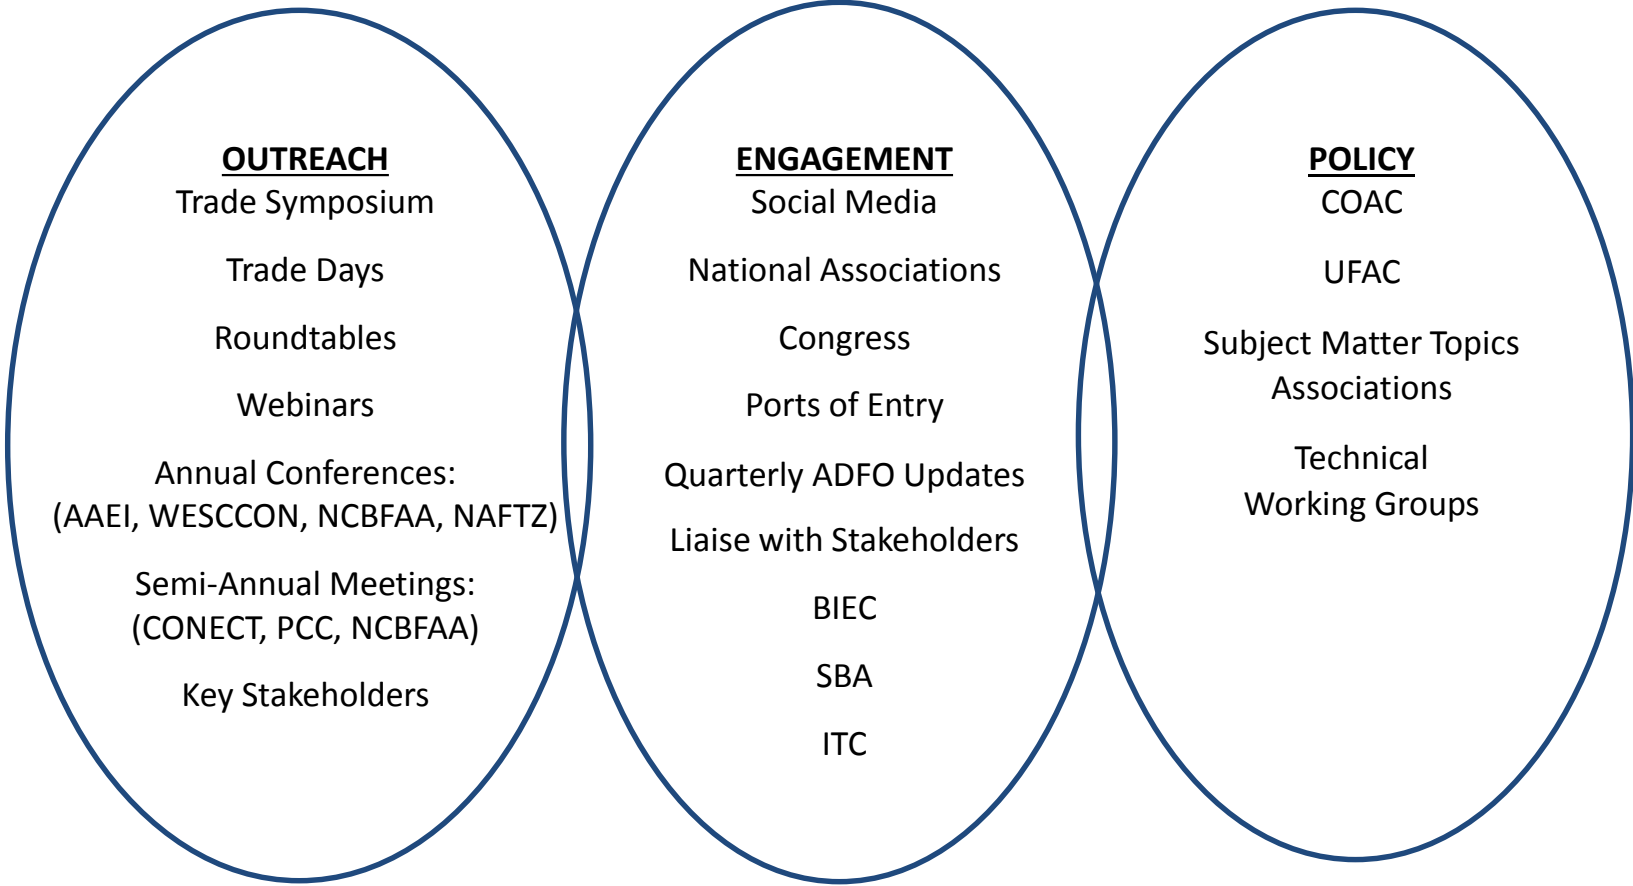 OUTREACH
Trade Symposium
Trade Days
Roundtables
Webinars
Annual Conferences:
(AAEI, WESCCON, NCBFAA, NAFTZ)
Semi-Annual Meetings:
(CONECT, PCC, NCBFAA)
Key Stakeholders
ENGAGEMENT
Social Media
National Associations
Congress
Ports of Entry
Quarterly ADFO Updates
Liaise with Stakeholders
BIEC
SBA
ITC
POLICY
COAC
UFAC
Subject Matter Topics
Associations
Technical
Working Groups